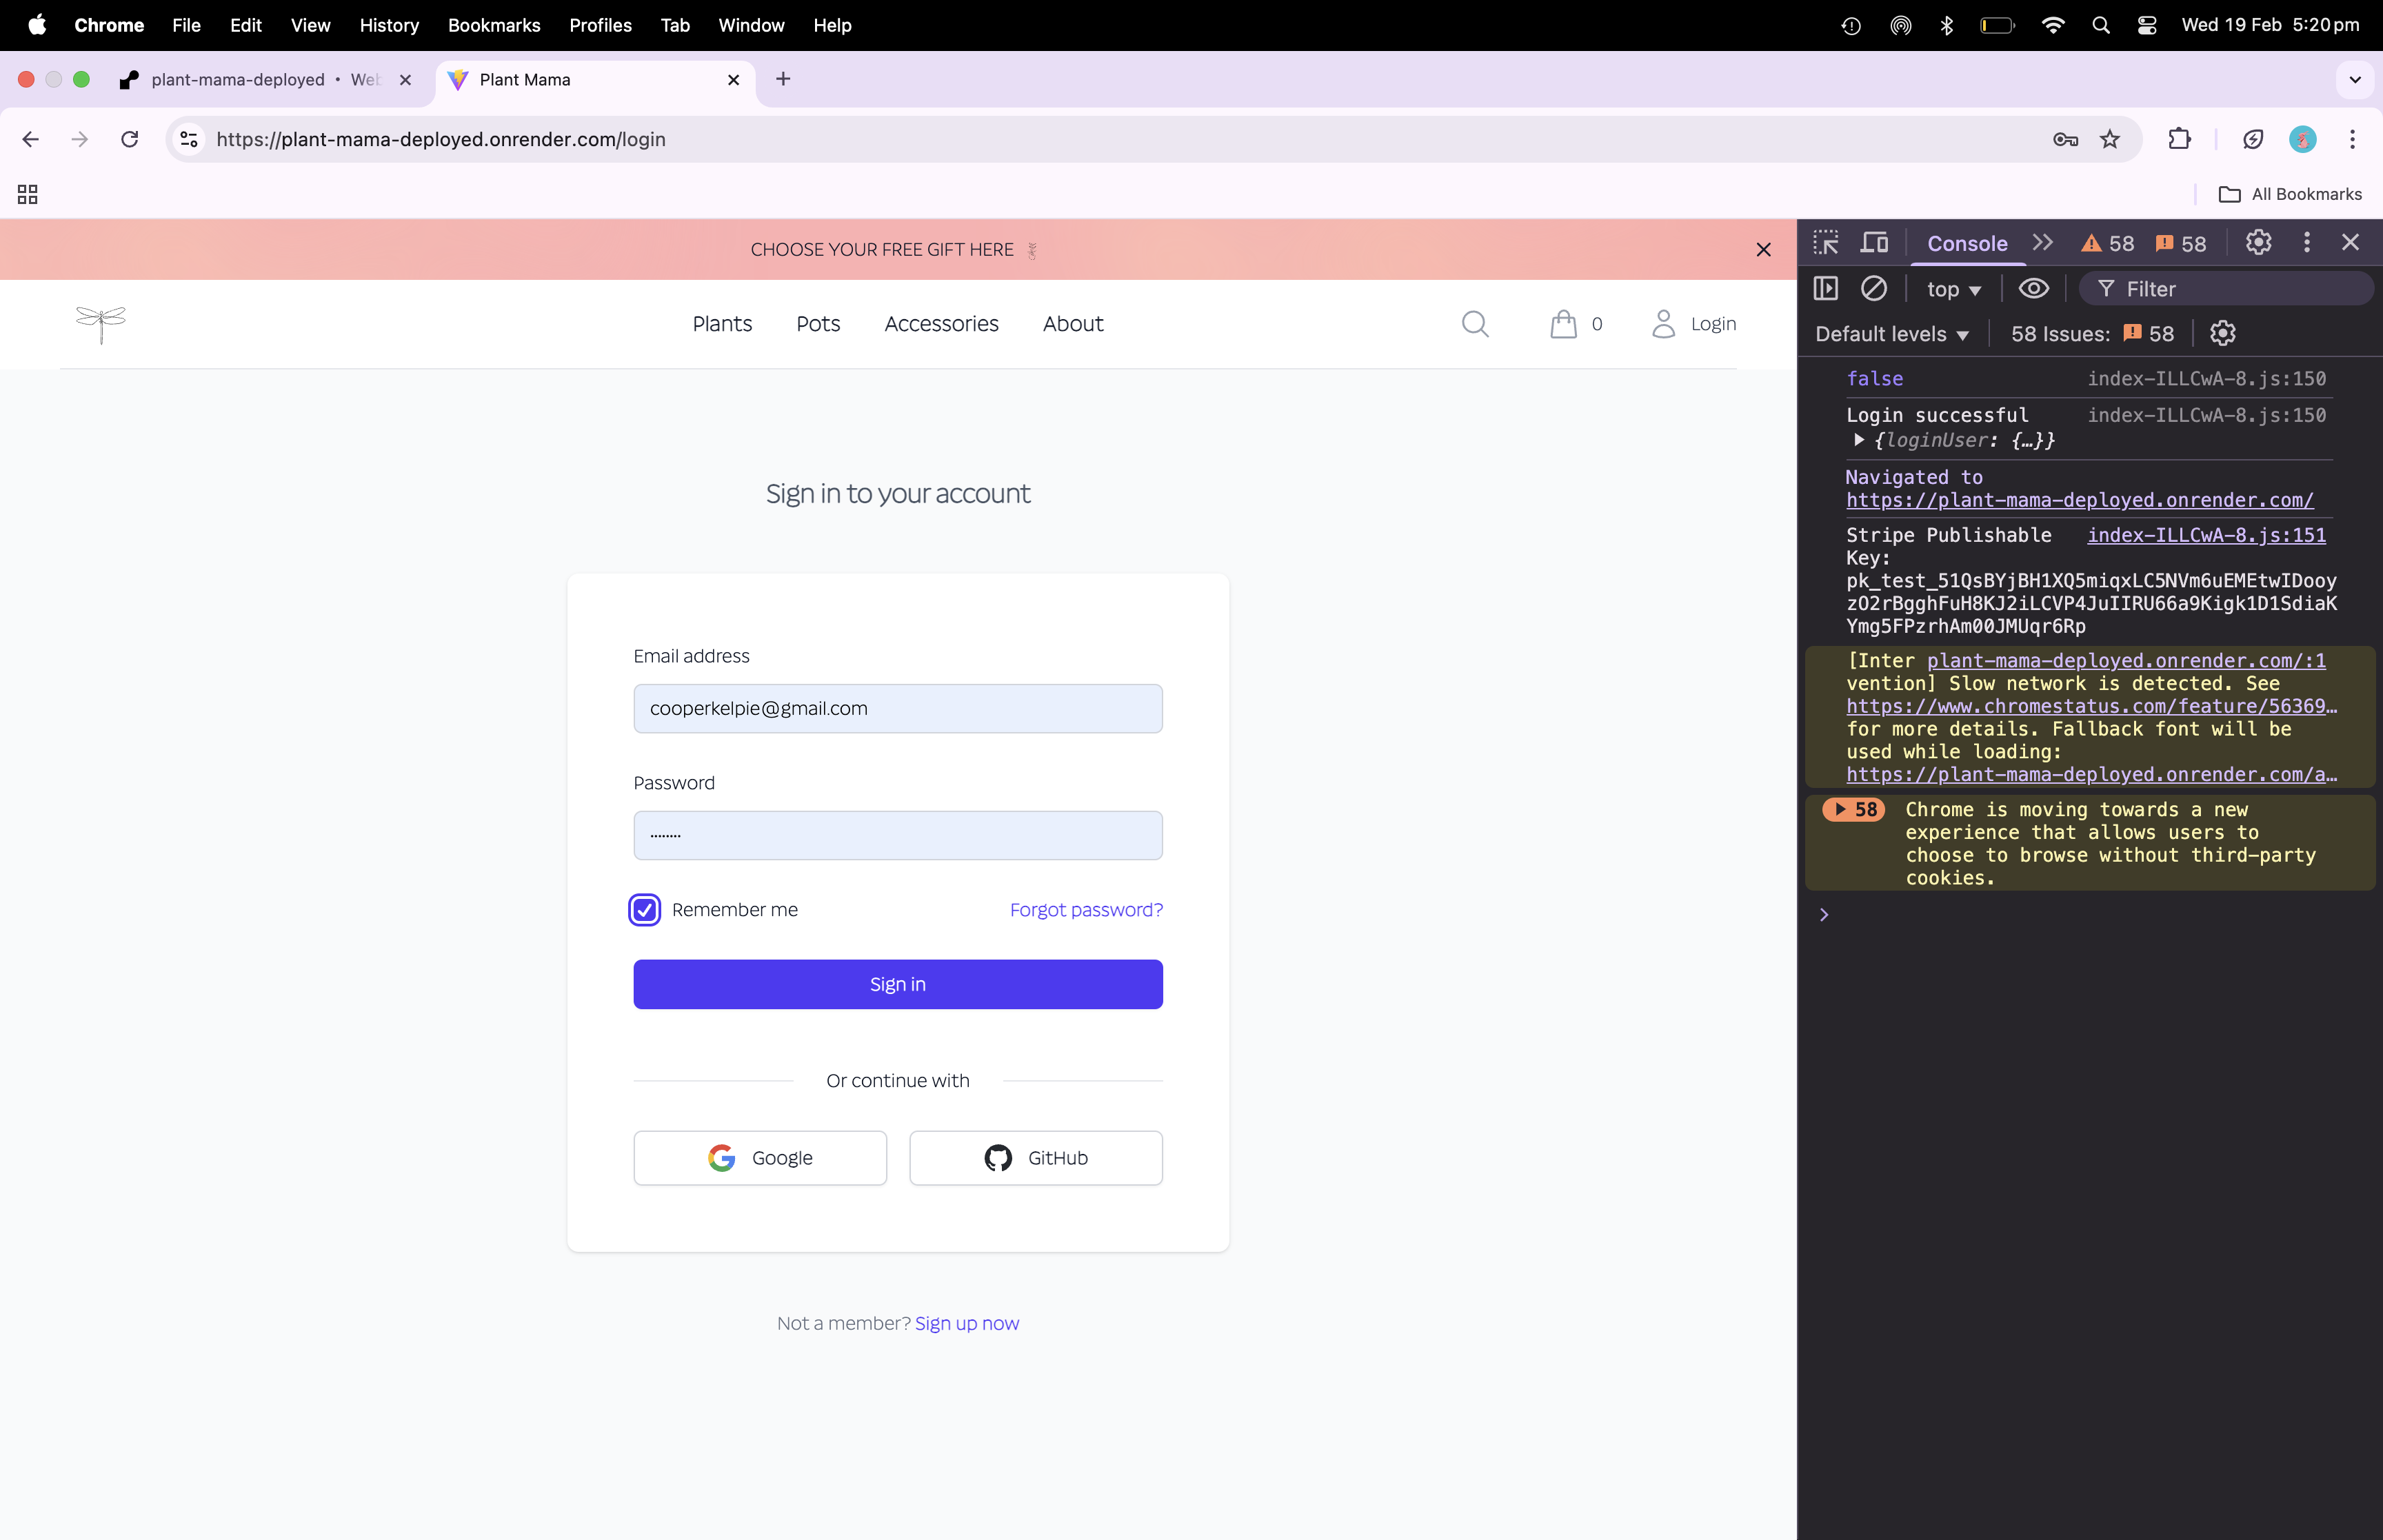 Chrome File Edit View History Bookmarks Profiles Tab Window Help Wed 19 Feb 5:20 pm
plant-mama-deployed • Web
Plant Mama
https://plant-mama-deployed.onrender.com/login
All Bookmarks
CHOOSE YOUR FREE GIFT HERE
Plants Pots Accessories About 0 Login
Sign in to your account
Email address
cooperkelpie@gmail.com
Password
Remember me Forgot password?
Sign in
Or continue with
Google GitHub
Not a member? Sign up now
Console 58 58
top Filter
Default levels 58 Issues: 58
false index-ILLCwA-8.js:150
Login successful index-ILLCwA-8.js:150
{loginUser: {…}}
Navigated to
https://plant-mama-deployed.onrender.com/
Stripe Publishable index-ILLCwA-8.js:151
Key:
pk_test_51QsBYjBH1XQ5miqxLC5NVm6uEMEtwIDooy
zO2rBgghFuH8KJ2iLCVP4JuIIRU66a9Kigk1D1SdiaK
Ymg5FPzrhAm00JMUqr6Rp
[Inter plant-mama-deployed.onrender.com/:1
vention] Slow network is detected. See
https://www.chromestatus.com/feature/56369…
for more details. Fallback font will be
used while loading:
https://plant-mama-deployed.onrender.com/a…
58 Chrome is moving towards a new
experience that allows users to
choose to browse without third-party
cookies.